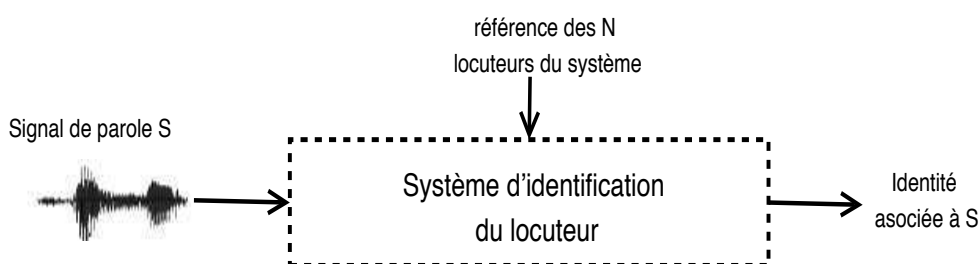 référence des N
locuteurs du système
Signal de parole S
Système d'identification
du locuteur
Identité
asociée à S